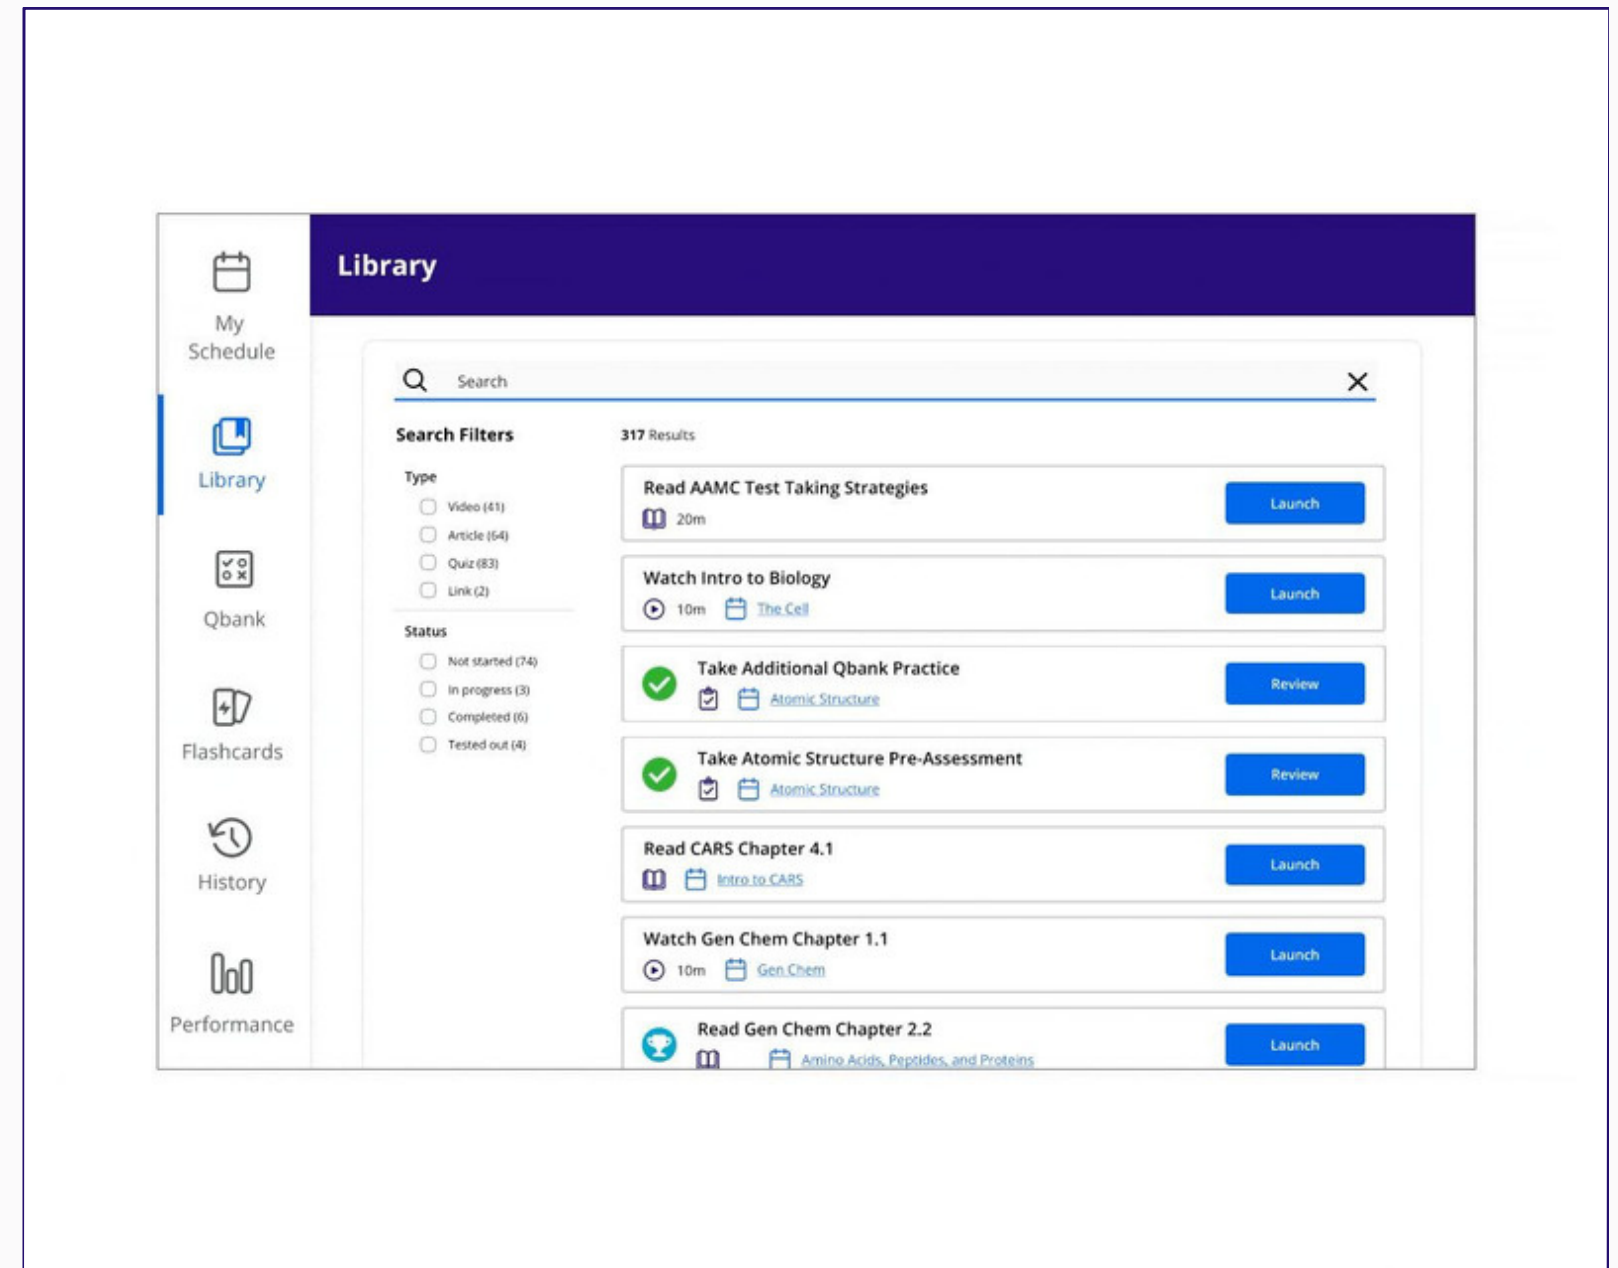 My
Schedule
Library
Qbank
Flashcards
History
Performance
Library
Search
Search Filters
Type
Video (41)
Article (64)
Quiz (83)
Link (2)
Status
Not started (74)
In progress (3)
Completed (6)
Tested out (4)
317 Results
Read AAMC Test Taking Strategies
20m
Launch
Watch Intro to Biology
10m The Cell
Launch
Take Additional Qbank Practice
Atomic Structure
Review
Take Atomic Structure Pre-Assessment
Atomic Structure
Review
Read CARS Chapter 4.1
Intro to CARS
Launch
Watch Gen Chem Chapter 1.1
10m Gen Chem
Launch
Read Gen Chem Chapter 2.2
Amino Acids, Peptides, and Proteins
Launch